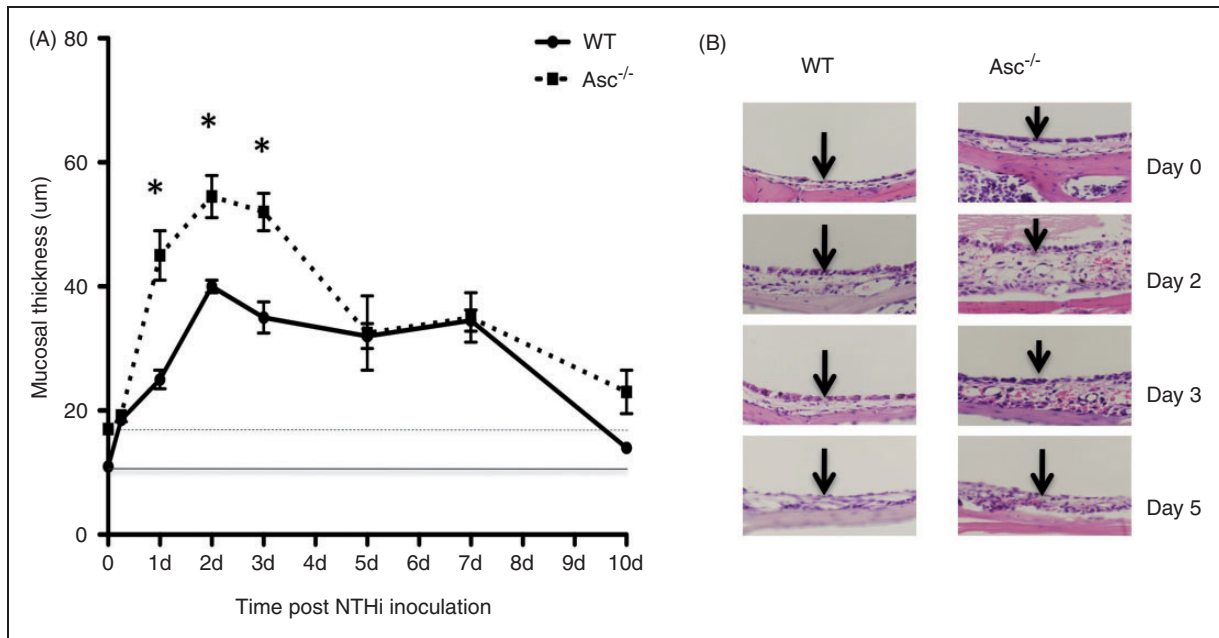 (A)
80
60
40
20
0
Mucosal thickness (um)
WT
Asc-/-
*
*
*
0 1d 2d 3d 4d 5d 6d 7d 8d 9d 10d
Time post NTHi inoculation
(B)
WT Asc-/-
Day 0
Day 2
Day 3
Day 5